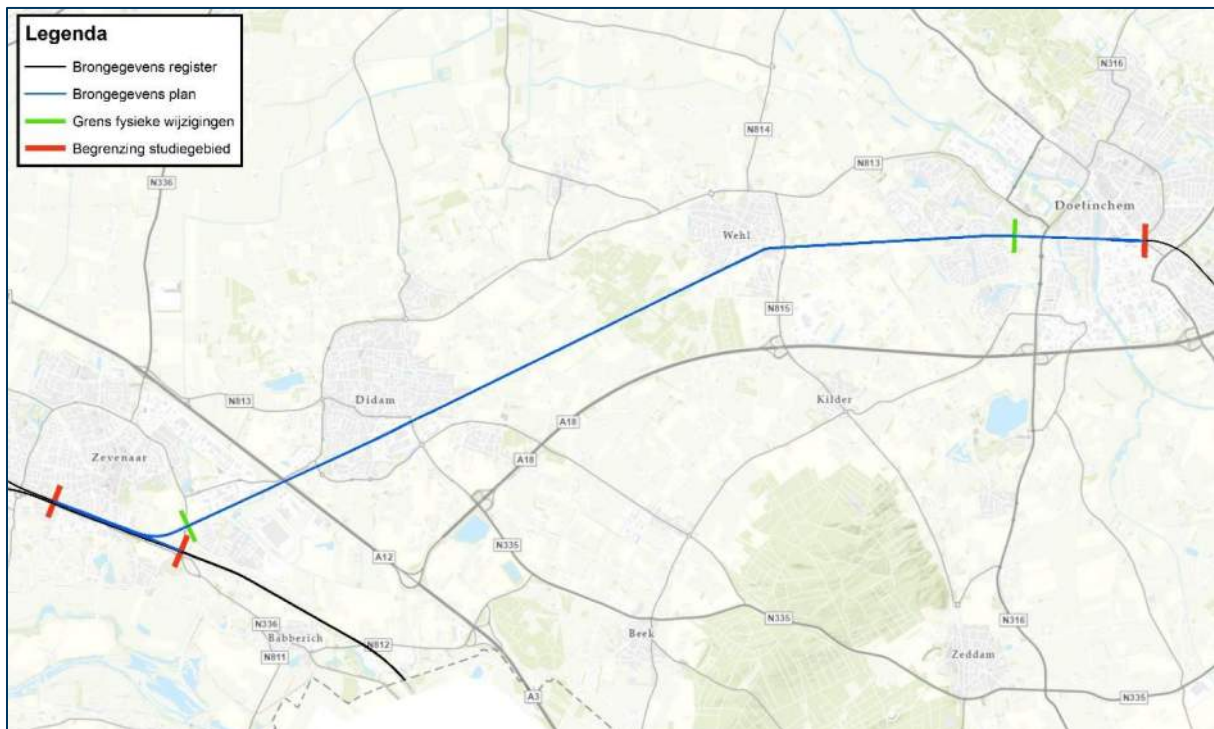 Legenda
Brongegevens register
Brongegevens plan
Grens fysieke wijzigingen
Begrenzing studiegebied
N316
N814
N813
N336
Doetinchem
Wehl
N815
N813
Didam
Kilder
A18
Zevenaar
A18
N335
A12
N336
Babberich
N811
N812
Beek
N335
N316
Zeddam
A3
N335